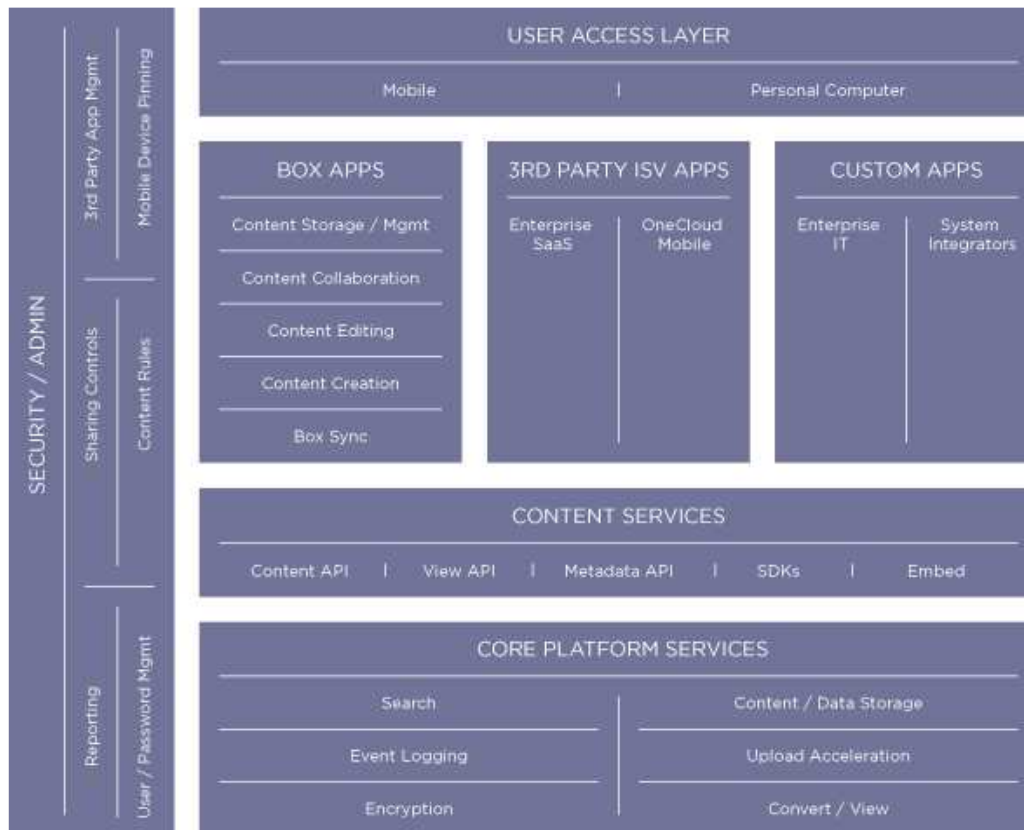 SECURITY / ADMIN
3rd Party App Mgmt
Mobile Device Pinning
Sharing Controls
Content Rules
Reporting
User / Password Mgmt
USER ACCESS LAYER
Mobile | Personal Computer
BOX APPS
Content Storage / Mgmt
Content Collaboration
Content Editing
Content Creation
Box Sync
3RD PARTY ISV APPS
Enterprise
SaaS
OneCloud
Mobile
CUSTOM APPS
Enterprise
IT
System
Integrators
CONTENT SERVICES
Content API | View API | Metadata API | SDKs | Embed
CORE PLATFORM SERVICES
Search
Event Logging
Encryption
Content / Data Storage
Upload Acceleration
Convert / View